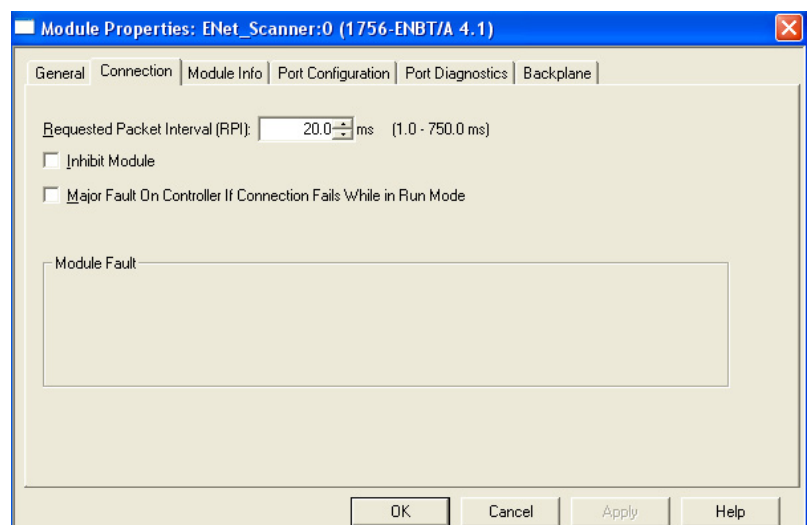 Module Properties: ENet_Scanner:0 (1756-ENBT/A 4.1)
General Connection Module Info Port Configuration Port Diagnostics Backplane
Requested Packet Interval (RPI): 20.0 ms (1.0 - 750.0 ms)
Inhibit Module
Major Fault On Controller If Connection Fails While in Run Mode
Module Fault
OK Cancel Apply Help